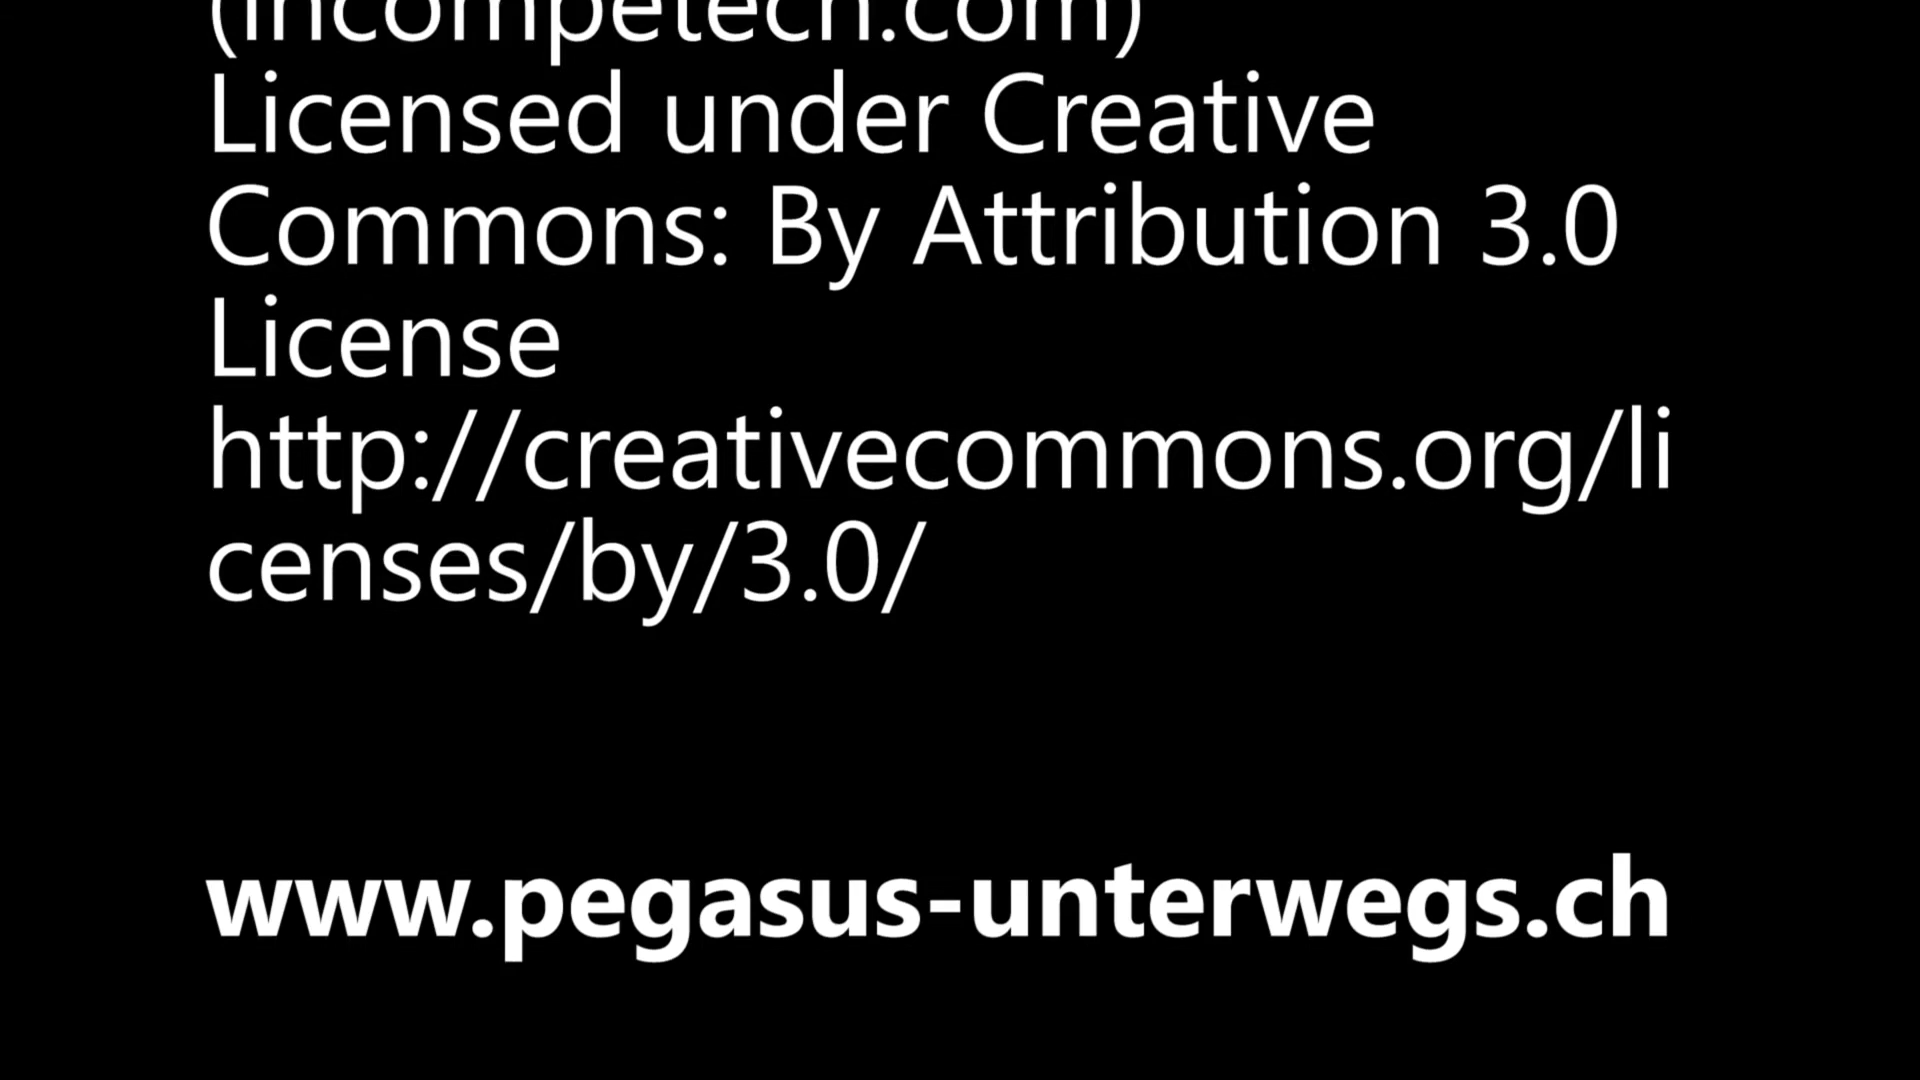 (incompetech.com)
Licensed under Creative
Commons: By Attribution 3.0
License
http://creativecommons.org/li
censes/by/3.0/
www.pegasus-unterwegs.ch